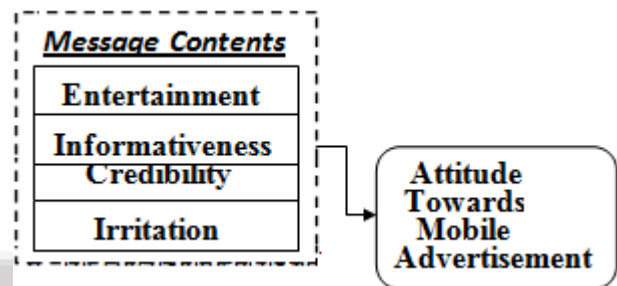 Message Contents
Entertainment
Informativeness
Credibility
Irritation
Attitude
Towards
Mobile
Advertisement